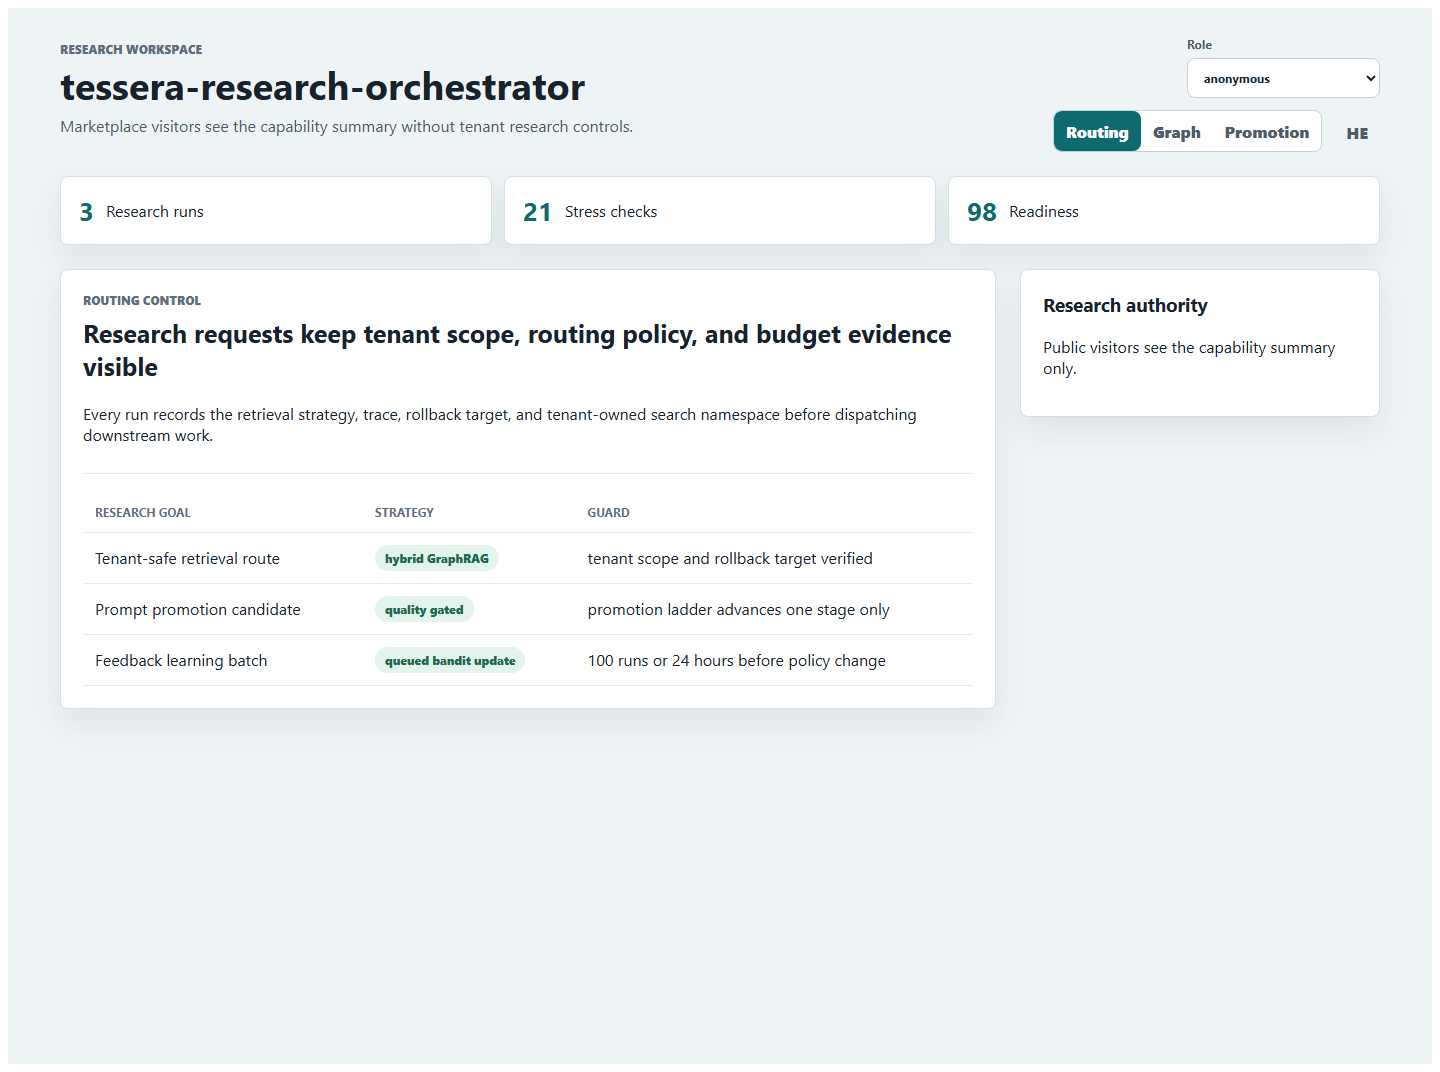 RESEARCH WORKSPACE
tessera-research-orchestrator
Marketplace visitors see the capability summary without tenant research controls.
Role
anonymous
Routing
Graph
Promotion
HE
3 Research runs
21 Stress checks
98 Readiness
ROUTING CONTROL
Research requests keep tenant scope, routing policy, and budget evidence
visible
Every run records the retrieval strategy, trace, rollback target, and tenant-owned search namespace before dispatching
downstream work.
RESEARCH GOAL STRATEGY GUARD
Tenant-safe retrieval route hybrid GraphRAG tenant scope and rollback target verified
Prompt promotion candidate quality gated promotion ladder advances one stage only
Feedback learning batch queued bandit update 100 runs or 24 hours before policy change
Research authority
Public visitors see the capability summary
only.